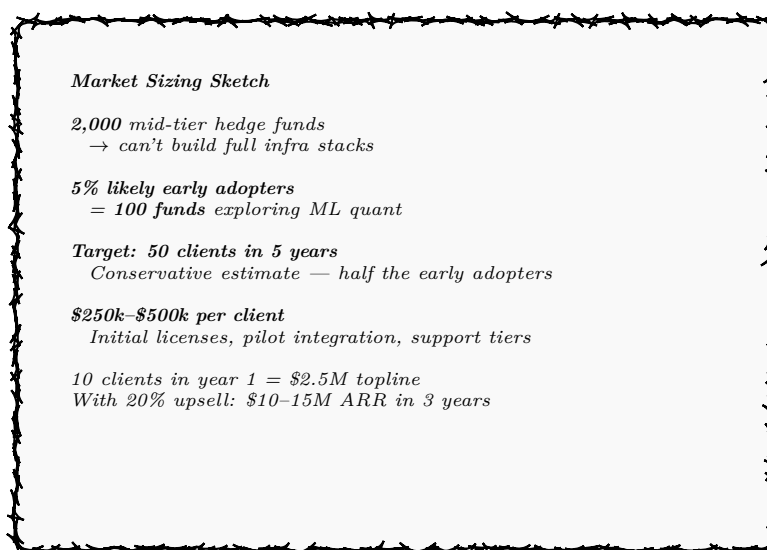 Market Sizing Sketch
2,000 mid-tier hedge funds
→ can't build full infra stacks
5% likely early adopters
= 100 funds exploring ML quant
Target: 50 clients in 5 years
Conservative estimate — half the early adopters
$250k–$500k per client
Initial licenses, pilot integration, support tiers
10 clients in year 1 = $2.5M topline
With 20% upsell: $10–15M ARR in 3 years